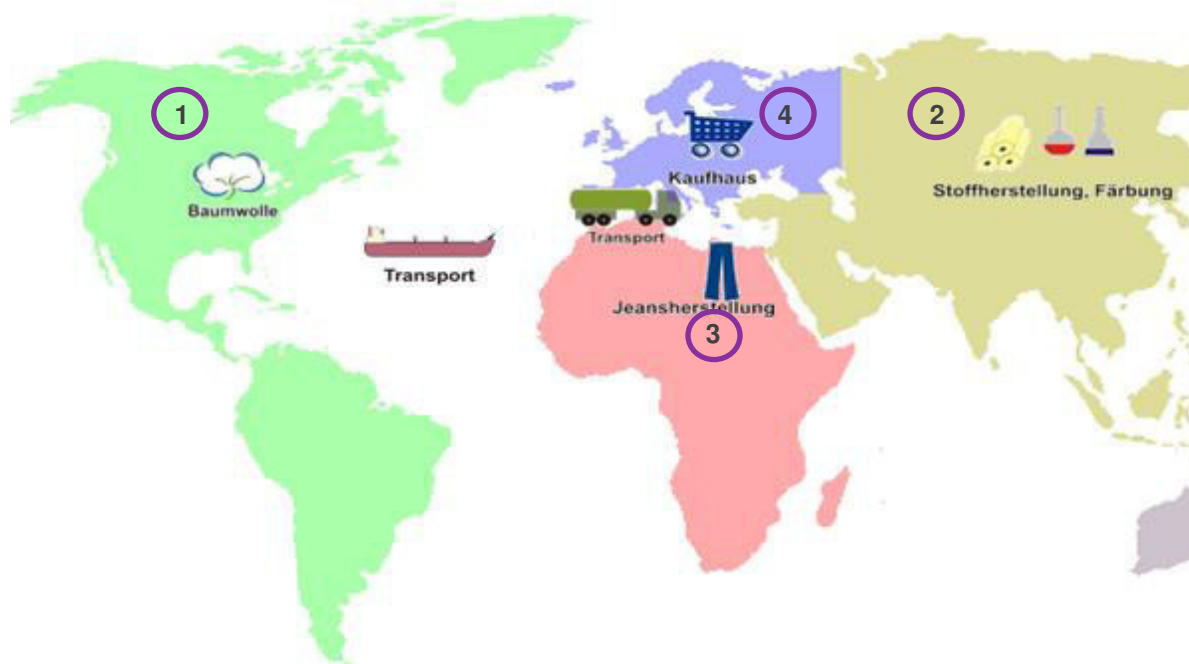 1
4
2
Kaufhaus
Stoffherstellung, Färbung
Baumwolle
Transport
Transport
Jeansherstellung
3